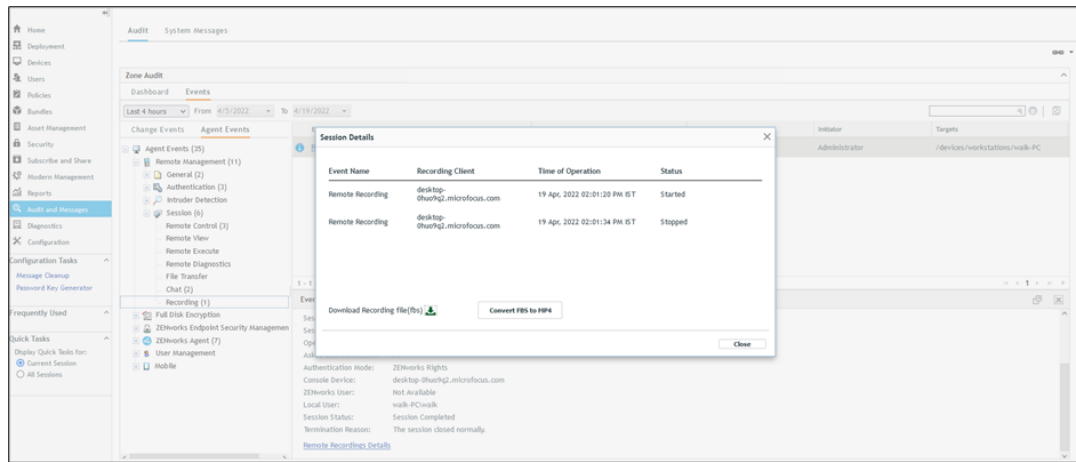 Home
Deployment
Devices
Users
Policies
Bundles
Asset Management
Security
Subscribe and Share
Modern Management
Reports
Audit and Messages
Diagnostics
Configuration
Configuration Tasks
Message Cleanup
Password Key Generator
Frequently Used
Quick Tasks
Display Quick Tasks for:
Current Session
All Sessions
Audit System Messages
Zone Audit
Dashboard Events
Last 4 hours From 4/5/2022 To 4/19/2022
Change Events Agent Events
Agent Events (25)
Remote Management (11)
General (2)
Authentication (3)
Intruder Detection
Session (6)
Remote Control (3)
Remote View
Remote Execute
Remote Diagnostics
File Transfer
Chat (2)
Recording (1)
Full Disk Encryption
ZENworks Endpoint Security Managemen
ZENworks Agent (7)
User Management
Mobile
Initiator Targets
Administrator /devices/workstations/walk-PC
Session Details
Event Name Recording Client Time of Operation Status
Remote Recording desktop-0huo9q2.microfocus.com 19 Apr, 2022 02:01:20 PM IST Started
Remote Recording desktop-0huo9q2.microfocus.com 19 Apr, 2022 02:01:34 PM IST Stopped
Download Recording file(fbs) Convert FBS to MP4
Close
1 - 1
1
Even
Ses
Ses
Ope
Ask
Authentication Mode: ZENworks Rights
Console Device: desktop-0huo9q2.microfocus.com
ZENworks User: Not Available
Local User: walk-PC\walk
Session Status: Session Completed
Termination Reason: The session closed normally.
Remote Recordings Details